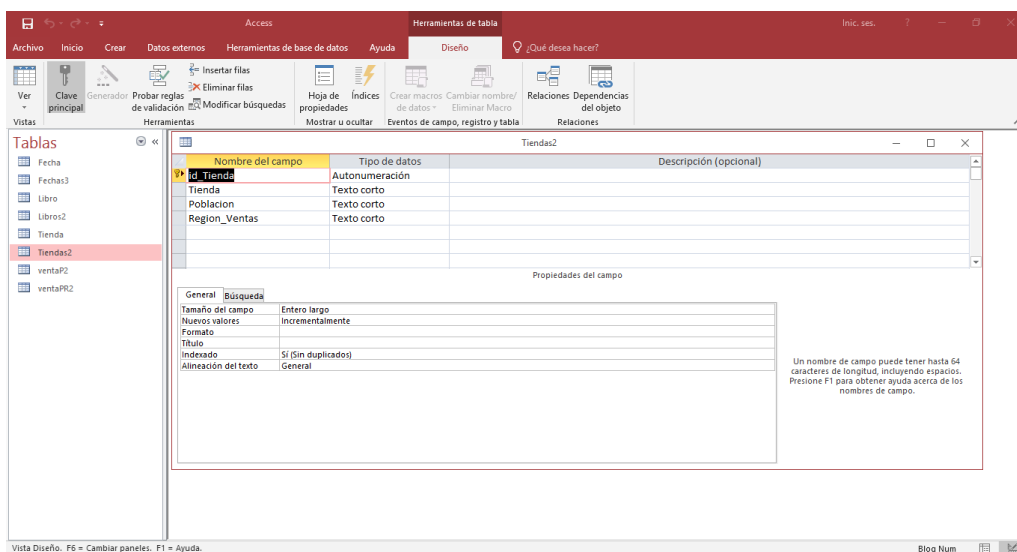 Access
Herramientas de tabla
Inic. ses.
?
Archivo Inicio Crear Datos externos Herramientas de base de datos Ayuda Diseño ¿Qué desea hacer?
Ver
Clave principal
Generador
Probar reglas de validación
Insertar filas
Eliminar filas
Modificar búsquedas
Hoja de propiedades
Índices
Crear macros de datos
Cambiar nombre/ Eliminar Macro
Relaciones
Dependencias del objeto
Vistas Herramientas Mostrar u ocultar Eventos de campo, registro y tabla Relaciones
Tablas
Fecha
Fechas3
Libro
Libros2
Tienda
Tiendas2
ventaP2
ventaPR2
Tiendas2
Nombre del campo Tipo de datos Descripción (opcional)
id_Tienda Autonumeración
Tienda Texto corto
Poblacion Texto corto
Region_Ventas Texto corto
Propiedades del campo
General Búsqueda
Tamaño del campo Entero largo
Nuevos valores Incrementalmente
Formato
Título
Indexado Sí (Sin duplicados)
Alineación del texto General
Un nombre de campo puede tener hasta 64
caracteres de longitud, incluyendo espacios.
Presione F1 para obtener ayuda acerca de los
nombres de campo.
Vista Diseño. F6 = Cambiar paneles. F1 = Ayuda.
Bloq Num